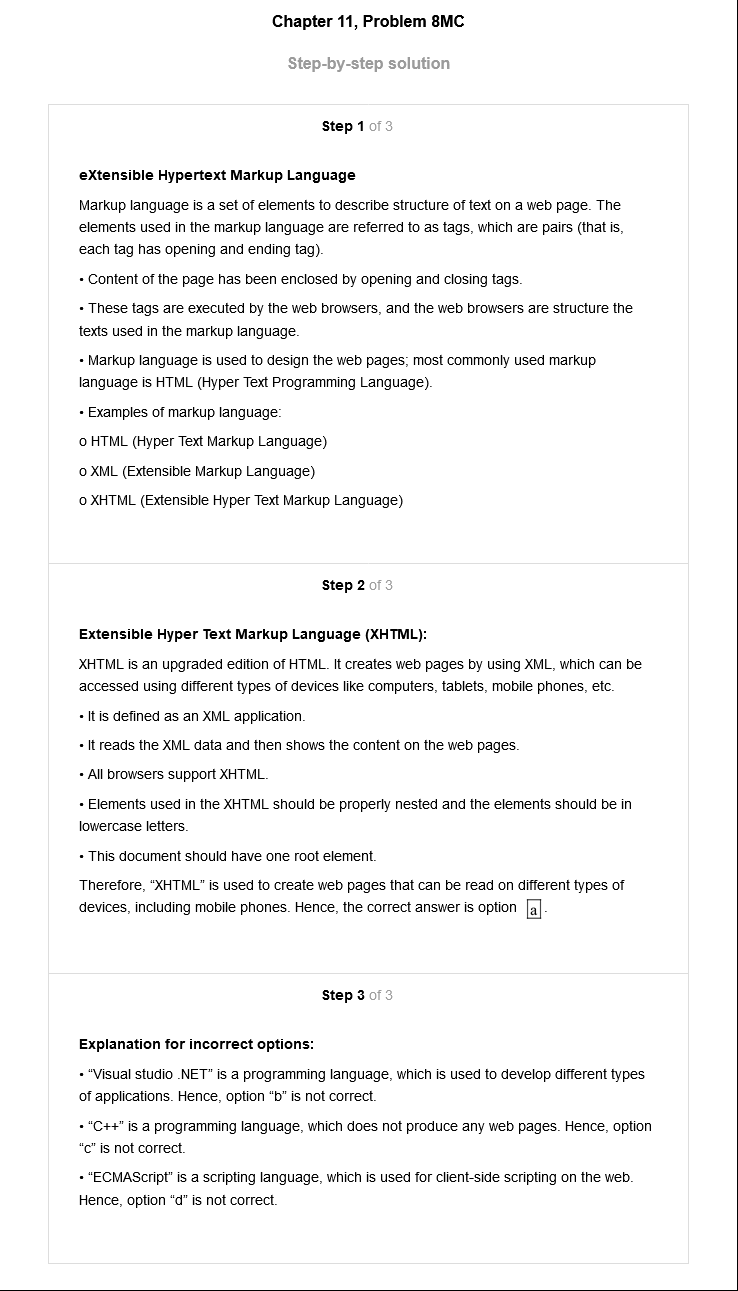 Chapter 11, Problem 8MC
Step-by-step solution
Step 1 of 3
eXtensible Hypertext Markup Language
Markup language is a set of elements to describe structure of text on a web page. The
elements used in the markup language are referred to as tags, which are pairs (that is,
each tag has opening and ending tag).
• Content of the page has been enclosed by opening and closing tags.
• These tags are executed by the web browsers, and the web browsers are structure the
texts used in the markup language.
• Markup language is used to design the web pages; most commonly used markup
language is HTML (Hyper Text Programming Language).
• Examples of markup language:
o HTML (Hyper Text Markup Language)
o XML (Extensible Markup Language)
o XHTML (Extensible Hyper Text Markup Language)
Step 2 of 3
Extensible Hyper Text Markup Language (XHTML):
XHTML is an upgraded edition of HTML. It creates web pages by using XML, which can be
accessed using different types of devices like computers, tablets, mobile phones, etc.
• It is defined as an XML application.
• It reads the XML data and then shows the content on the web pages.
• All browsers support XHTML.
• Elements used in the XHTML should be properly nested and the elements should be in
lowercase letters.
• This document should have one root element.
Therefore, “XHTML” is used to create web pages that can be read on different types of
devices, including mobile phones. Hence, the correct answer is option a .
Step 3 of 3
Explanation for incorrect options:
• “Visual studio .NET” is a programming language, which is used to develop different types
of applications. Hence, option “b” is not correct.
• “C++” is a programming language, which does not produce any web pages. Hence, option
“c” is not correct.
• “ECMAScript” is a scripting language, which is used for client-side scripting on the web.
Hence, option “d” is not correct.